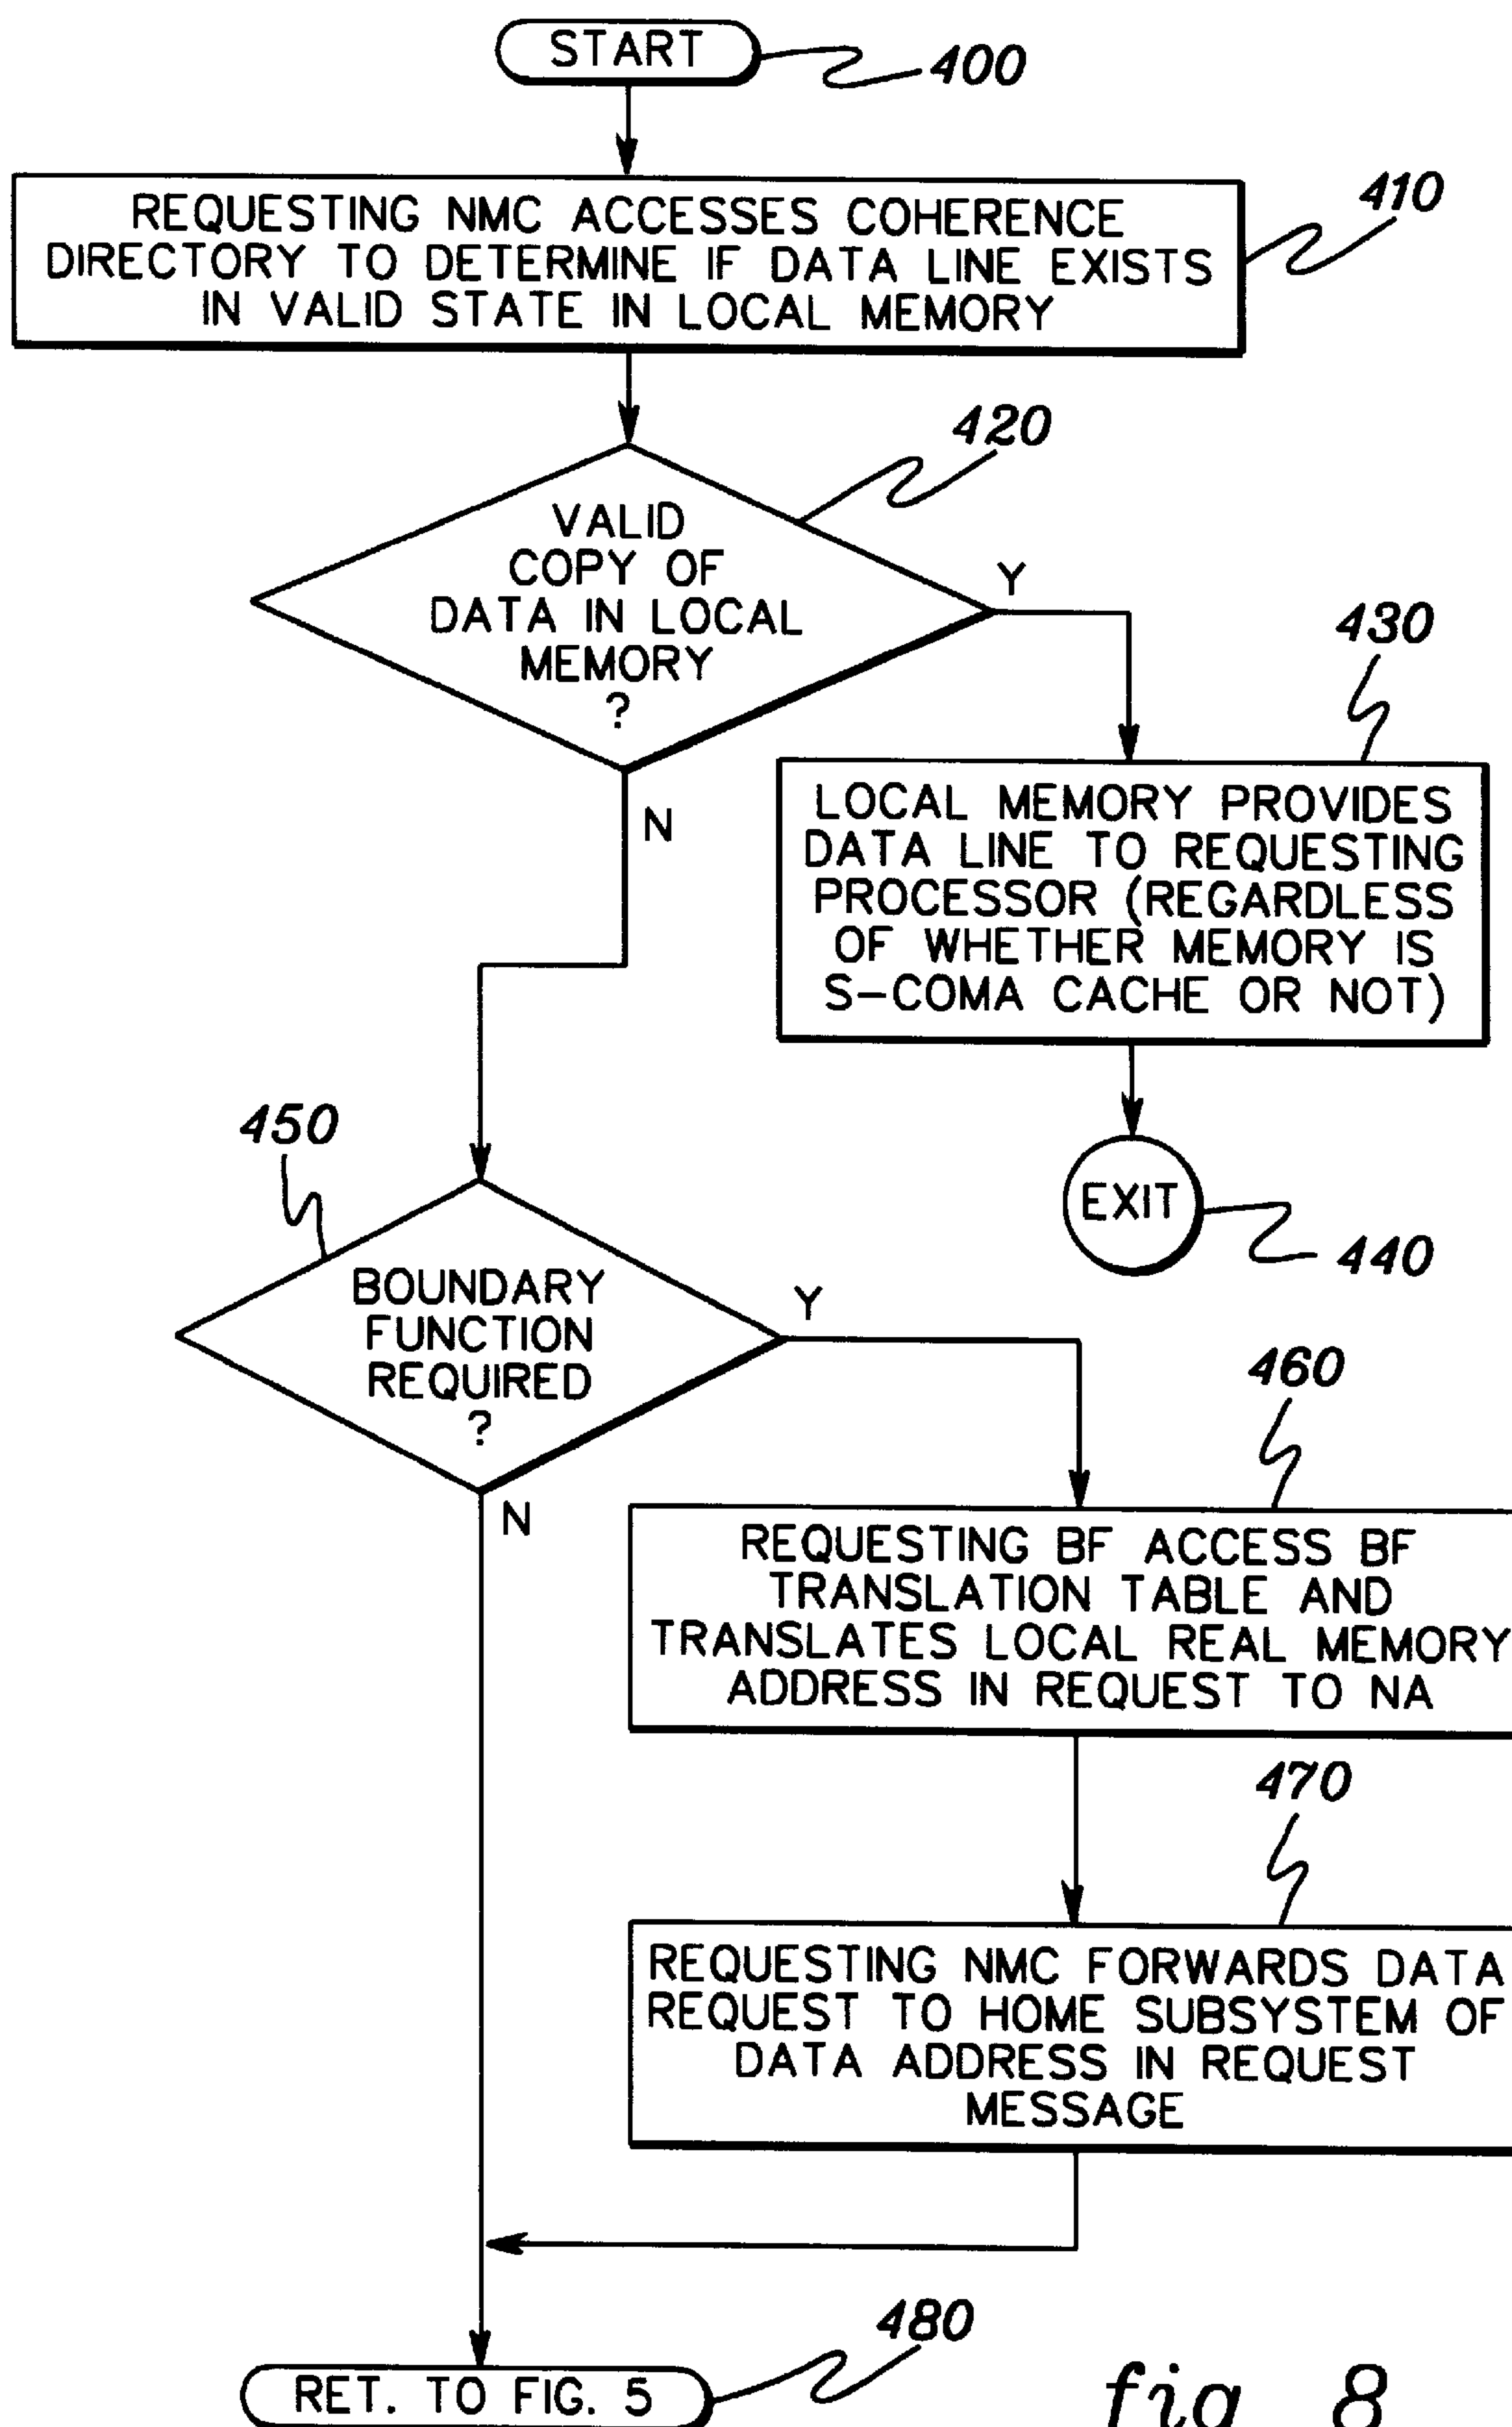 START
400
REQUESTING NMC ACCESSES COHERENCE
DIRECTORY TO DETERMINE IF DATA LINE EXISTS
IN VALID STATE IN LOCAL MEMORY
410
420
VALID
COPY OF
DATA IN LOCAL
MEMORY
?
Y
N
430
LOCAL MEMORY PROVIDES
DATA LINE TO REQUESTING
PROCESSOR (REGARDLESS
OF WHETHER MEMORY IS
S-COMA CACHE OR NOT)
EXIT
440
450
BOUNDARY
FUNCTION
REQUIRED
?
Y
N
460
REQUESTING BF ACCESS BF
TRANSLATION TABLE AND
TRANSLATES LOCAL REAL MEMORY
ADDRESS IN REQUEST TO NA
470
REQUESTING NMC FORWARDS DATA
REQUEST TO HOME SUBSYSTEM OF
DATA ADDRESS IN REQUEST
MESSAGE
480
RET. TO FIG. 5
fig 8